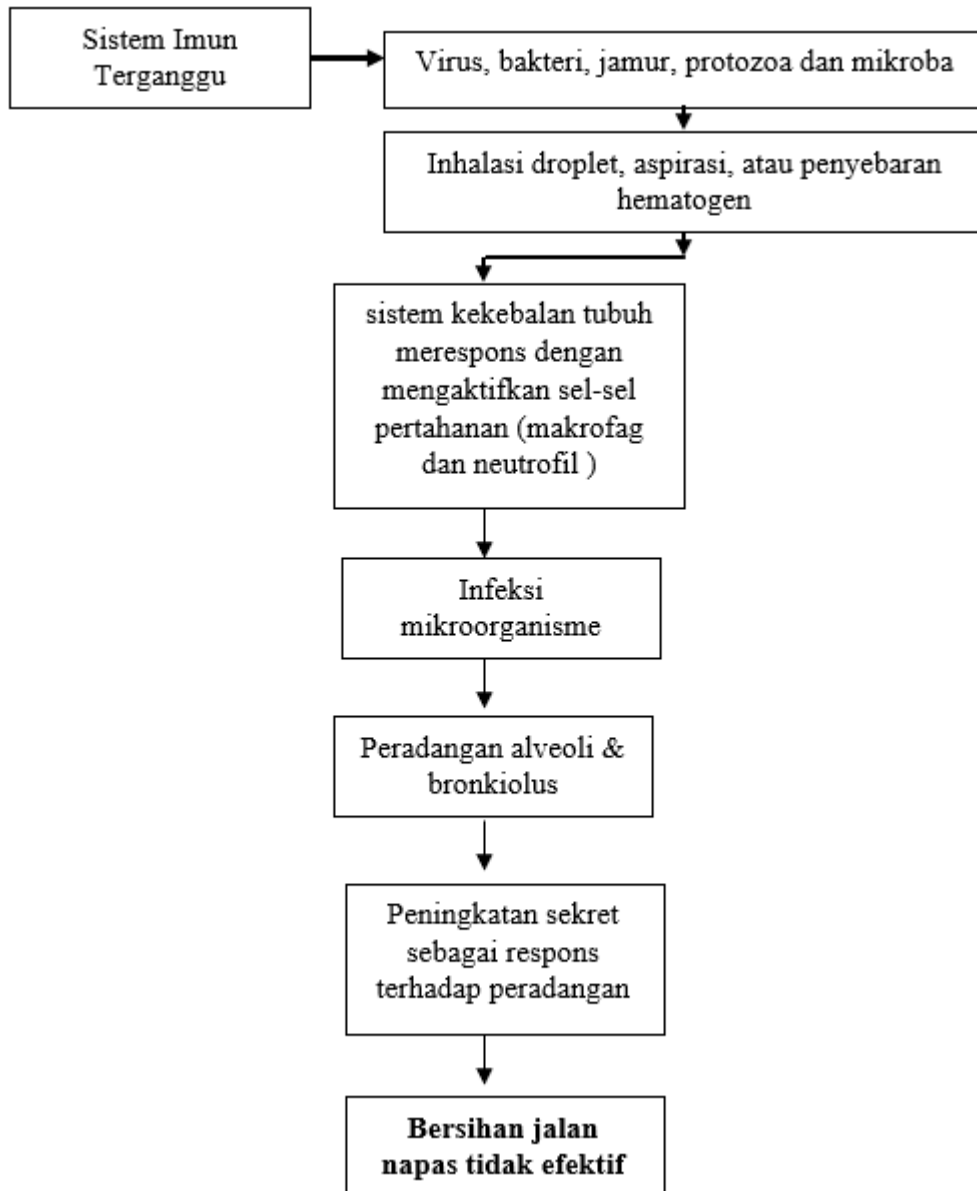 Sistem Imun
Terganggu
Virus, bakteri, jamur, protozoa dan mikroba
Inhalasi droplet, aspirasi, atau penyebaran
hematogen
sistem kekebalan tubuh
merespons dengan
mengaktifkan sel-sel
pertahanan (makrofag
dan neutrofil )
Infeksi
mikroorganisme
Peradangan alveoli &
bronkiolus
Peningkatan sekret
sebagai respons
terhadap peradangan
Bersihan jalan
napas tidak efektif